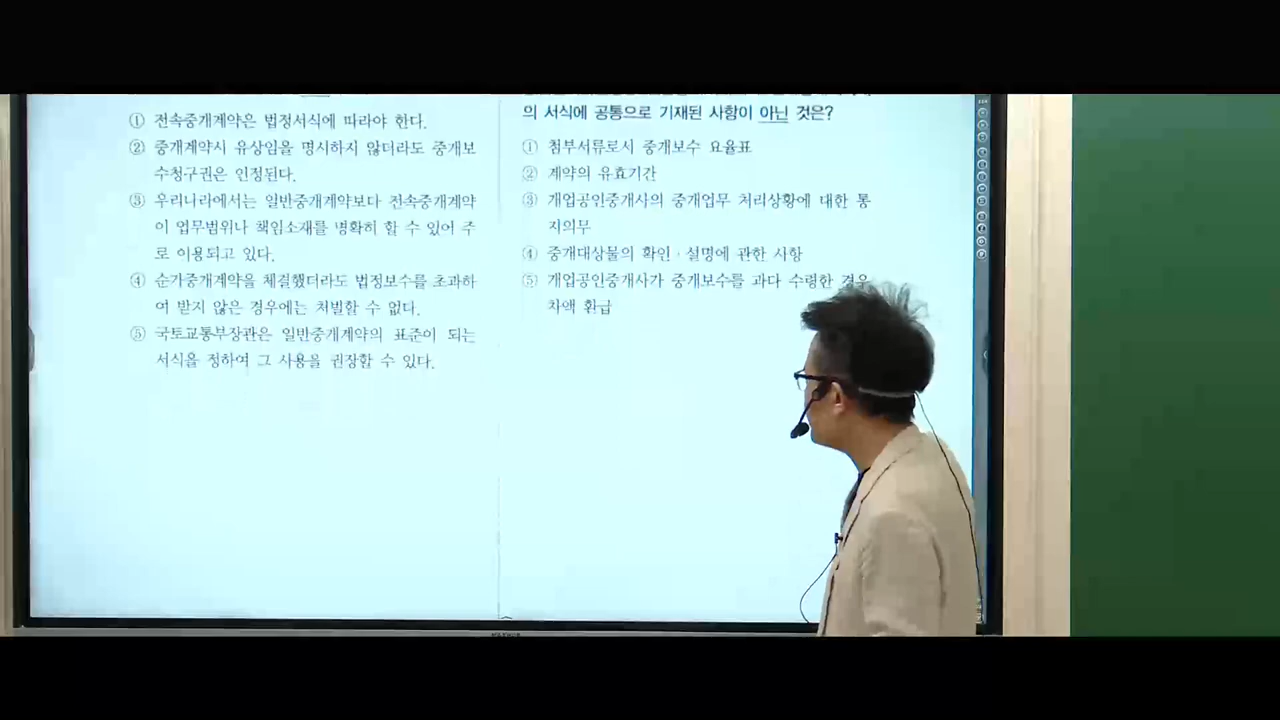 ① 전속중개계약은 법정서식에 따라야 한다.
② 중개계약시 유상임을 명시하지 않더라도 중개보
수청구권은 인정된다.
③ 우리나라에서는 일반중개계약보다 전속중개계약
이 업무범위나 책임소재를 명확히 할 수 있어 주
로 이용되고 있다.
④ 순가중개계약을 체결했더라도 법정보수를 초과하
여 받지 않은 경우에는 처벌할 수 없다.
⑤ 국토교통부장관은 일반중개계약의 표준이 되는
서식을 정하여 그 사용을 권장할 수 있다.
의 서식에 공통으로 기재된 사항이 아닌 것은?
① 첨부서류로서 중개보수 요율표
② 계약의 유효기간
③ 개업공인중개사의 중개업무 처리상황에 대한 통
지의무
④ 중개대상물의 확인·설명에 관한 사항
⑤ 개업공인중개사가 중개보수를 과다 수령한 경우
차액 환급